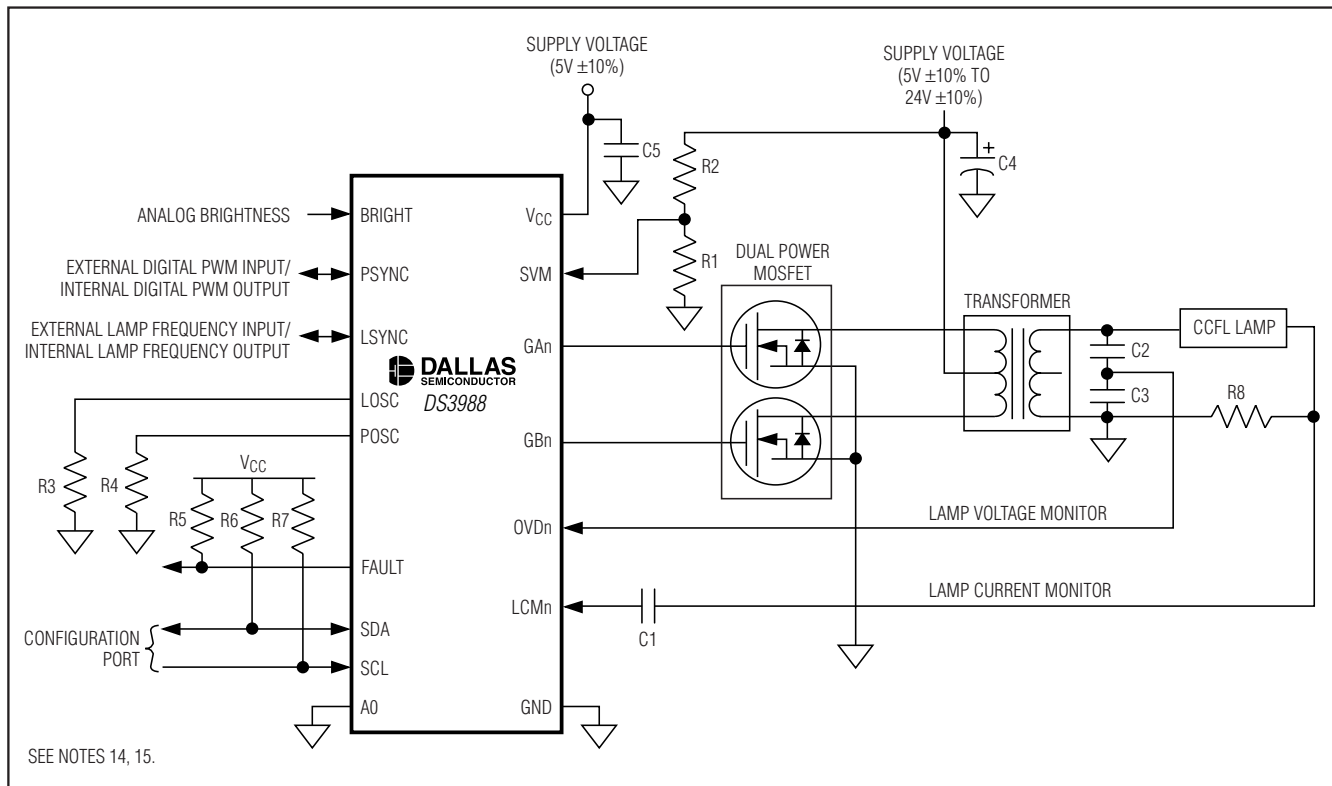 SUPPLY VOLTAGE
(5V ±10%)
SUPPLY VOLTAGE
(5V ±10% TO
24V ±10%)
C5
R2
C4
ANALOG BRIGHTNESS
BRIGHT
VCC
R1
DUAL POWER
MOSFET
EXTERNAL DIGITAL PWM INPUT/
INTERNAL DIGITAL PWM OUTPUT
PSYNC
SVM
TRANSFORMER
EXTERNAL LAMP FREQUENCY INPUT/
INTERNAL LAMP FREQUENCY OUTPUT
LSYNC
GAn
CCFL LAMP
C2
C3
R8
DALLAS
SEMICONDUCTOR
DS3988
LOSC
POSC
GBn
R3
R4
VCC
R5
R6
R7
OVDn
LAMP VOLTAGE MONITOR
FAULT
LCMn
C1
LAMP CURRENT MONITOR
CONFIGURATION
PORT
SDA
SCL
A0
GND
SEE NOTES 14, 15.
+